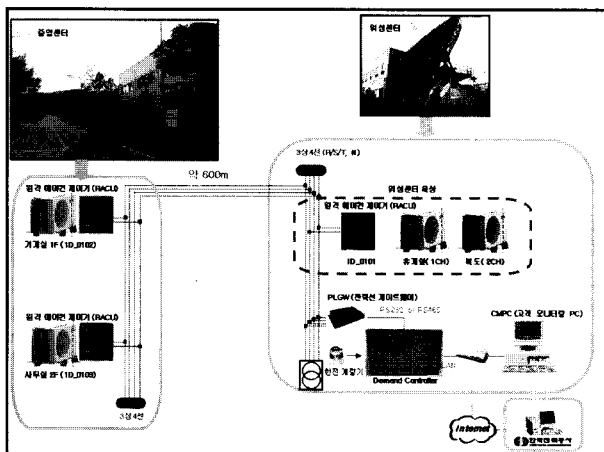 중앙센터
위성센터
3상4선(R/S/T, N)
약 600m
원격 에어컨 제어기(RACU)
기계실 1F(ID_0102)
원격 에어컨 제어기(RACU)
사무실 2F(ID_0103)
3상4선
위성센터 옥상
원격 에어컨 제어기(RACU)
ID_0101
휴게실(1CH)
복도(2CH)
PLGW(전력선 게이트웨이)
RS232 or RS485
CMPC(고객 모니터링 PC)
한전 계량기
Demand Controller
Internet